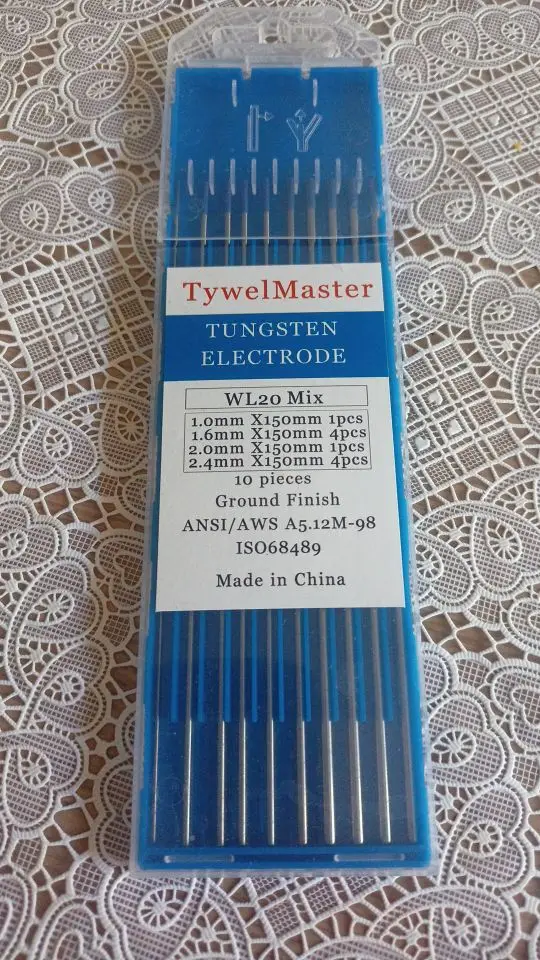 TywelMaster
TUNGSTEN
ELECTRODE
WL20 Mix
1.0mm X150mm 1pcs
1.6mm X150mm 4pcs
2.0mm X150mm 1pcs
2.4mm X150mm 4pcs
10 pieces
Ground Finish
ANSI/AWS A5.12M-98
ISO68489
Made in China